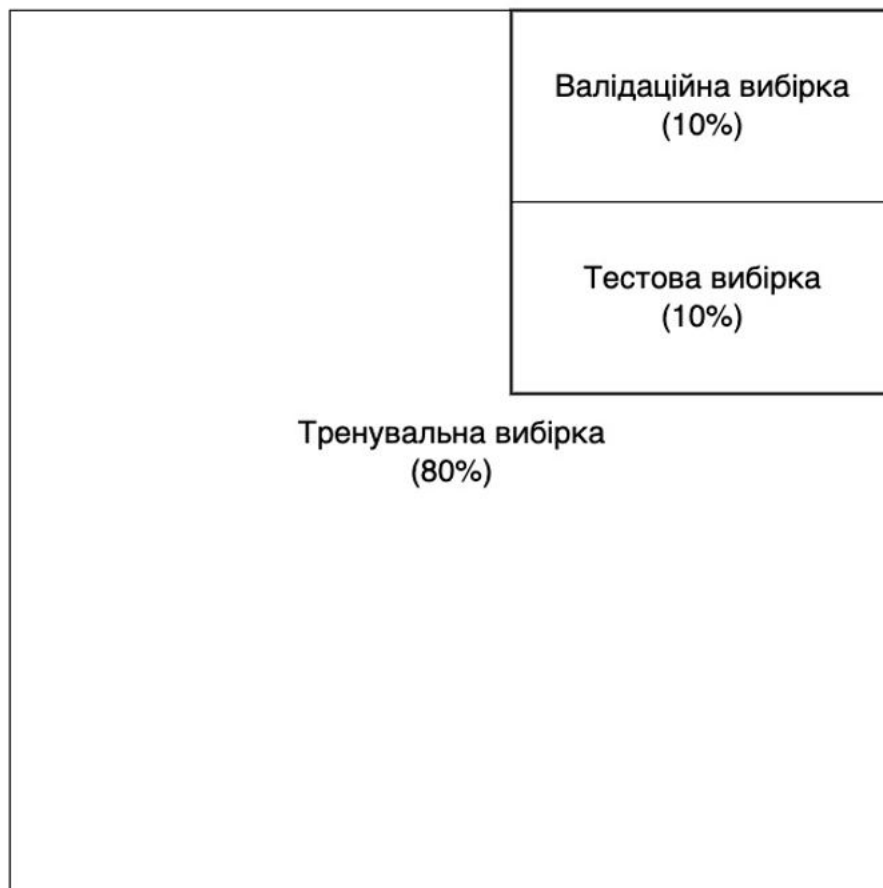 Валідаційна вибірка
(10%)
Тестова вибірка
(10%)
Тренувальна вибірка
(80%)